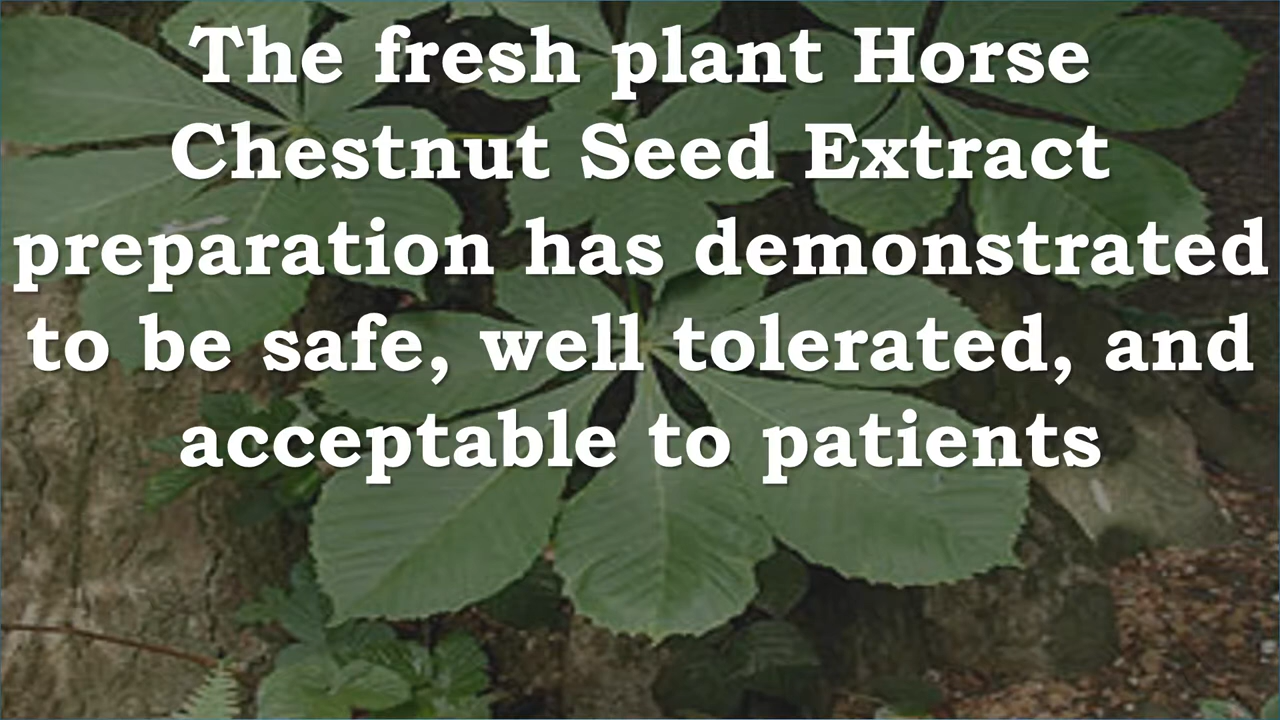 The fresh plant Horse
Chestnut Seed Extract
preparation has demonstrated
to be safe, well tolerated, and
acceptable to patients